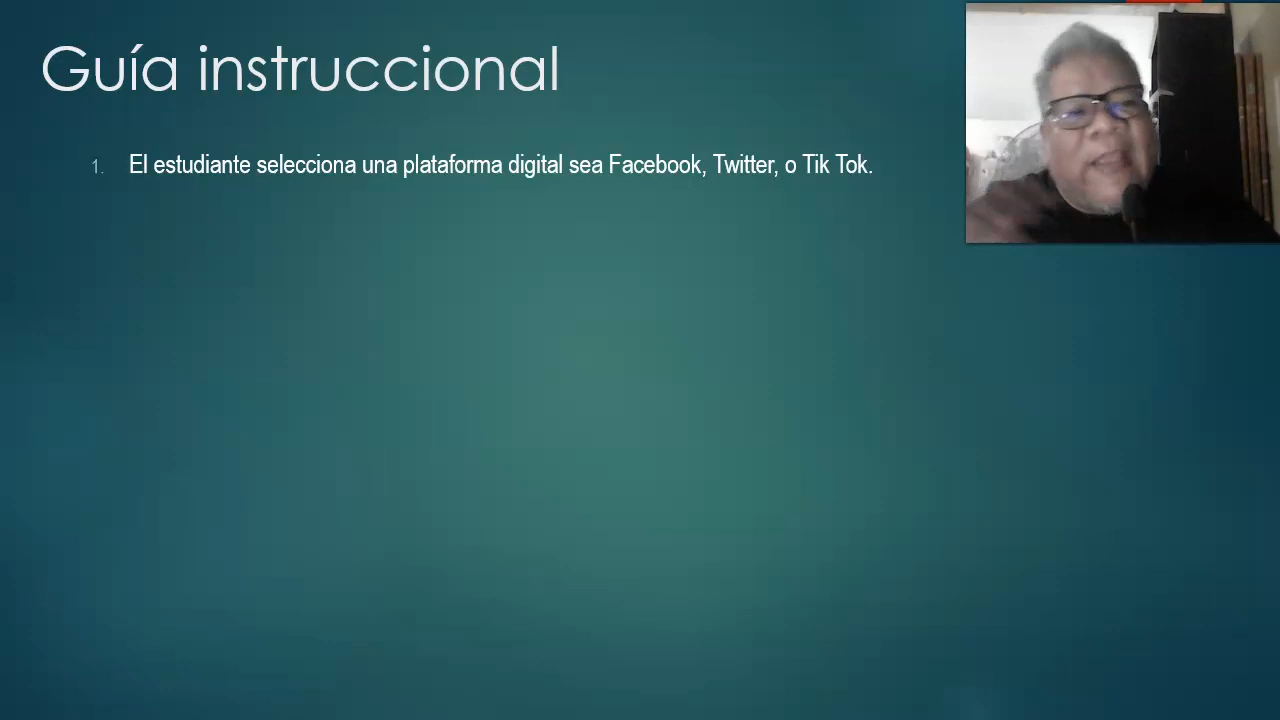 Guía instruccional
1. El estudiante selecciona una plataforma digital sea Facebook, Twitter, o Tik Tok.